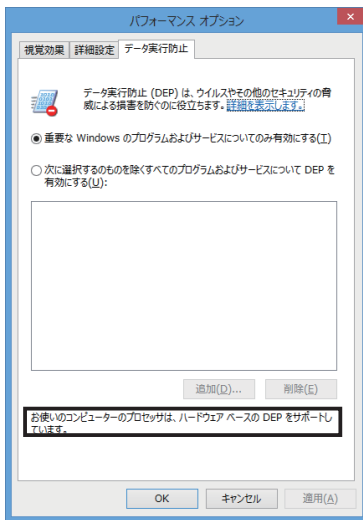 パフォーマンス オプション
×
視覚効果 詳細設定 データ実行防止
データ実行防止 (DEP) は、ウイルスやその他のセキュリティの脅
威による損害を防ぐのに役立ちます。詳細を表示します。
重要な Windows のプログラムおよびサービスについてのみ有効にする(T)
次に選択するのものを除くすべてのプログラムおよびサービスについて DEP を
有効にする(U):
追加(D)... 削除(E)
お使いのコンピューターのプロセッサは、ハードウェア ベースの DEP をサポートし
ています。
OK キャンセル 適用(A)